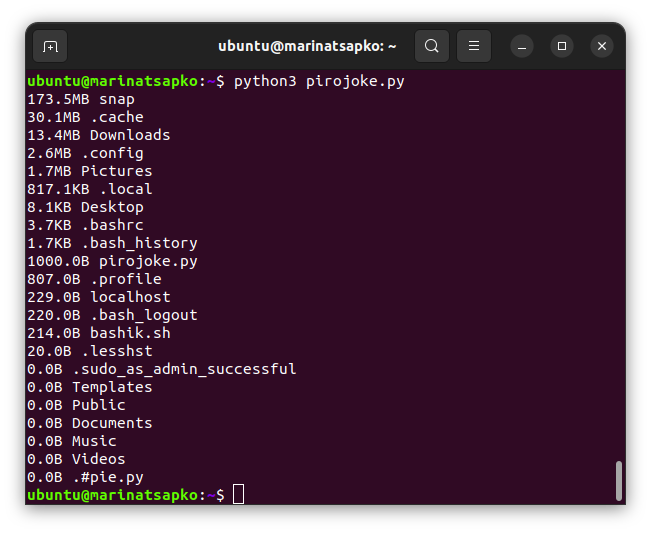 ubuntu@marinatsapko: ~
ubuntu@marinatsapko:~$ python3 pirojoke.py
173.5MB snap
30.1MB .cache
13.4MB Downloads
2.6MB .config
1.7MB Pictures
817.1KB .local
8.1KB Desktop
3.7KB .bashrc
1.7KB .bash_history
1000.0B pirojoke.py
807.0B .profile
229.0B localhost
220.0B .bash_logout
214.0B bashik.sh
20.0B .lesshst
0.0B .sudo_as_admin_successful
0.0B Templates
0.0B Public
0.0B Documents
0.0B Music
0.0B Videos
0.0B .#pie.py
ubuntu@marinatsapko:~$